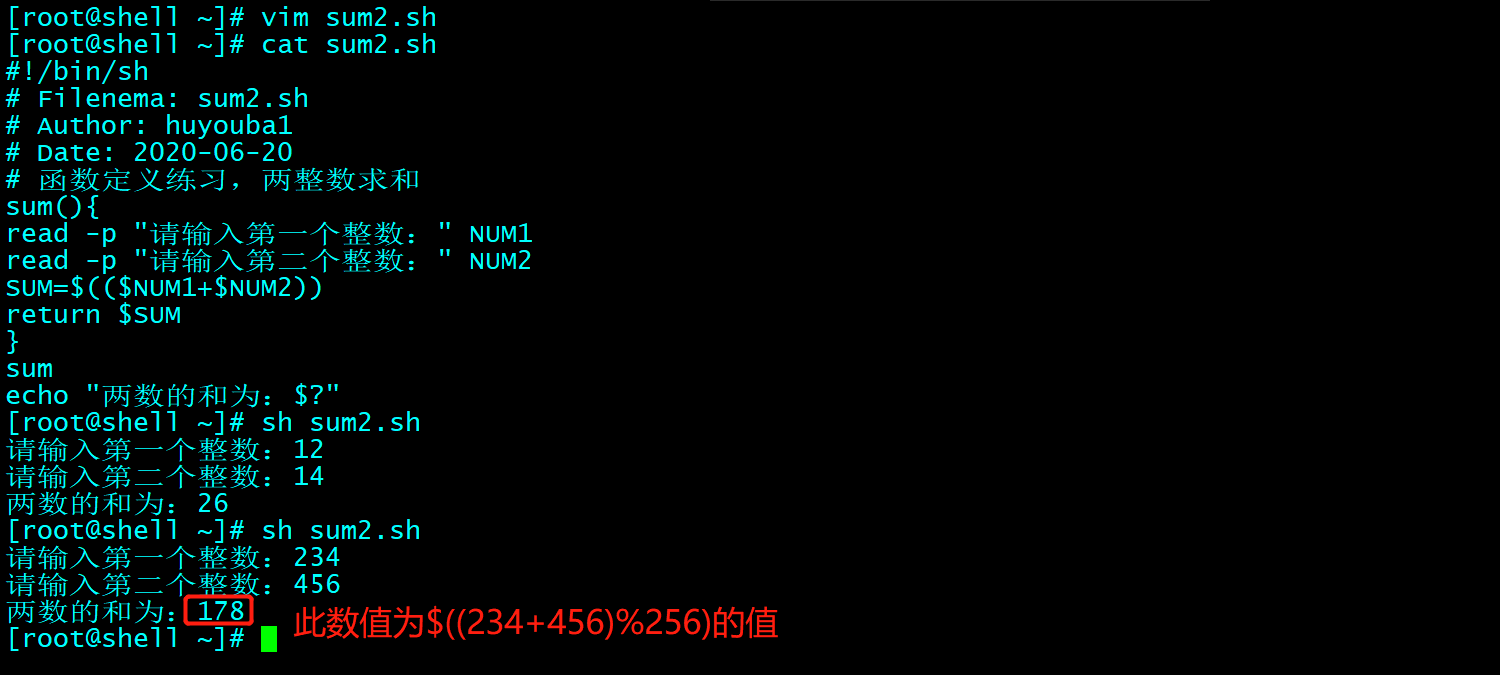 [root@shell ~]# vim sum2.sh
[root@shell ~]# cat sum2.sh
#!/bin/sh
# Filenema: sum2.sh
# Author: huyouba1
# Date: 2020-06-20
# 函数定义练习，两整数求和
sum(){
read -p "请输入第一个整数：" NUM1
read -p "请输入第二个整数：" NUM2
SUM=$(($NUM1+$NUM2))
return $SUM
}
sum
echo "两数的和为：$?"
[root@shell ~]# sh sum2.sh
请输入第一个整数：12
请输入第二个整数：14
两数的和为：26
[root@shell ~]# sh sum2.sh
请输入第一个整数：234
请输入第二个整数：456
两数的和为：178 此数值为$((234+456)%256)的值
[root@shell ~]#